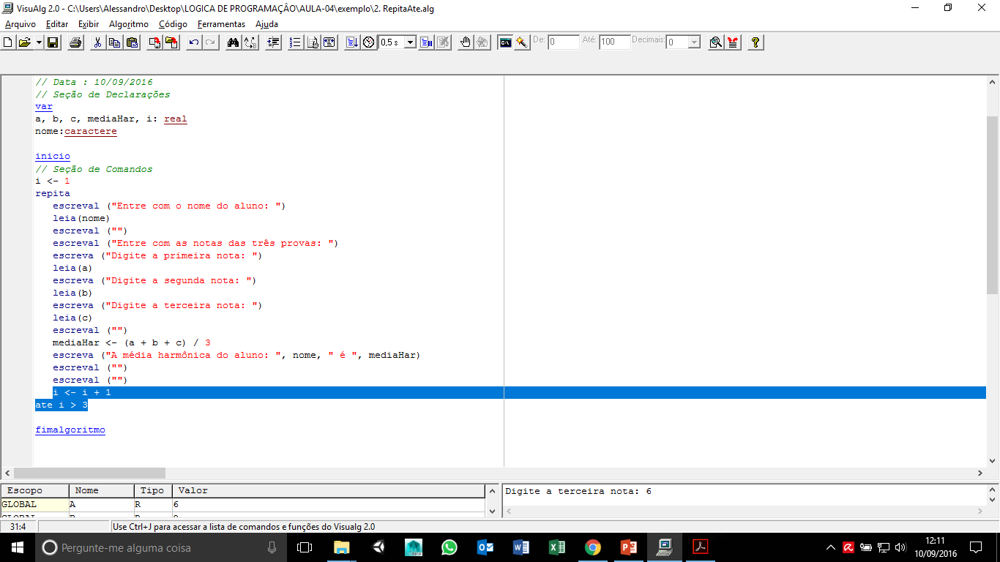 VisuAlg 2.0 - C:\Users\Alessandro\Desktop\LOGICA DE PROGRAMAÇÃO\AULA-04\exemplo\2. RepitaAte.alg
Arquivo Editar Exibir Algoritmo Código Ferramentas Ajuda
0,5 s De: 0 Até: 100 Decimais: 0
// Data : 10/09/2016
// Seção de Declarações
var
a, b, c, mediaHar, i: real
nome:caractere
inicio
// Seção de Comandos
i <- 1
repita
escreval ("Entre com o nome do aluno: ")
leia(nome)
escreval ("")
escreval ("Entre com as notas das três provas: ")
escreva ("Digite a primeira nota: ")
leia(a)
escreva ("Digite a segunda nota: ")
leia(b)
escreva ("Digite a terceira nota: ")
leia(c)
escreval ("")
mediaHar <- (a + b + c) / 3
escreva ("A média harmônica do aluno: ", nome, " é ", mediaHar)
escreval ("")
escreval ("")
i <- i + 1
ate i > 3
fimalgoritmo
Escopo Nome Tipo Valor
GLOBAL A R 6
Digite a terceira nota: 6
31:4 Use Ctrl+J para acessar a lista de comandos e funções do Visualg 2.0
Pergunte-me alguma coisa
12:11
10/09/2016